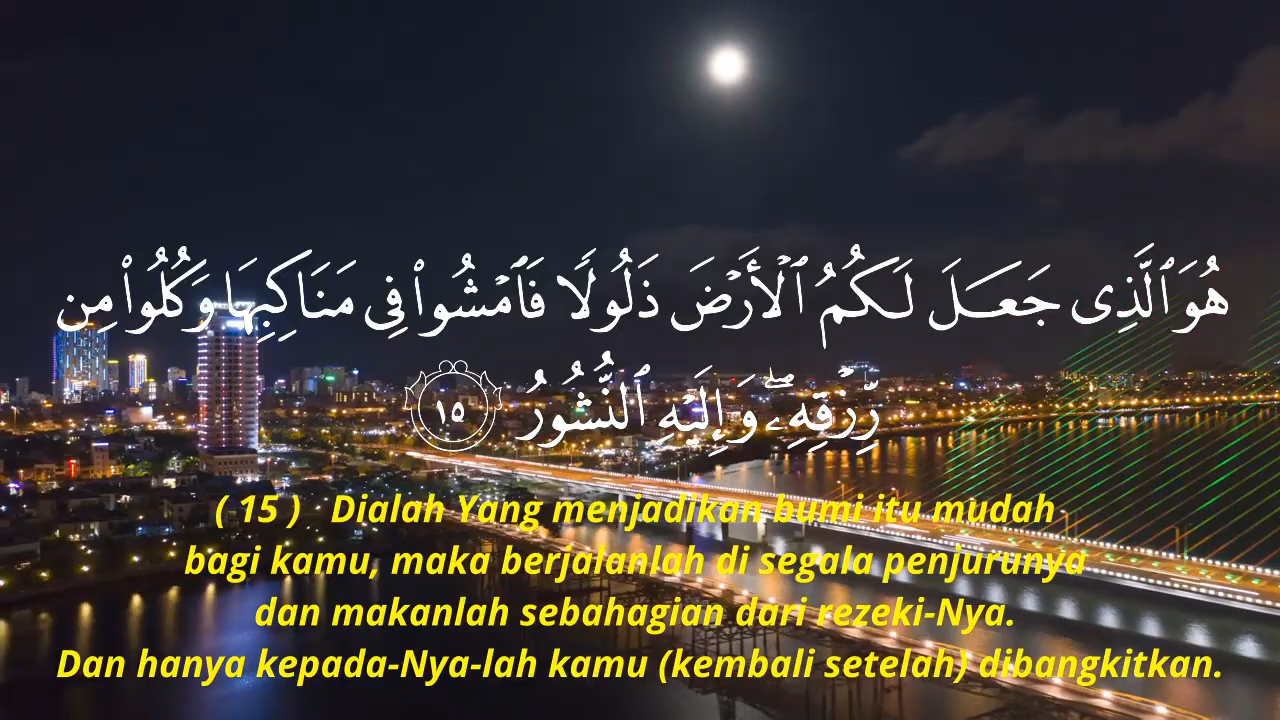 هُوَ ٱلَّذِى جَعَلَ لَكُمُ ٱلْأَرْضَ ذَلُولًا فَٱمْشُوا۟ فِى مَنَاكِبِهَا وَكُلُوا۟ مِن
رِّزْقِهِۦ ۖ وَإِلَيْهِ ٱلنُّشُورُ ١٥
( 15 ) Dialah Yang menjadikan bumi itu mudah
bagi kamu, maka berjalanlah di segala penjurunya
dan makanlah sebahagian dari rezeki-Nya.
Dan hanya kepada-Nya-lah kamu (kembali setelah) dibangkitkan.